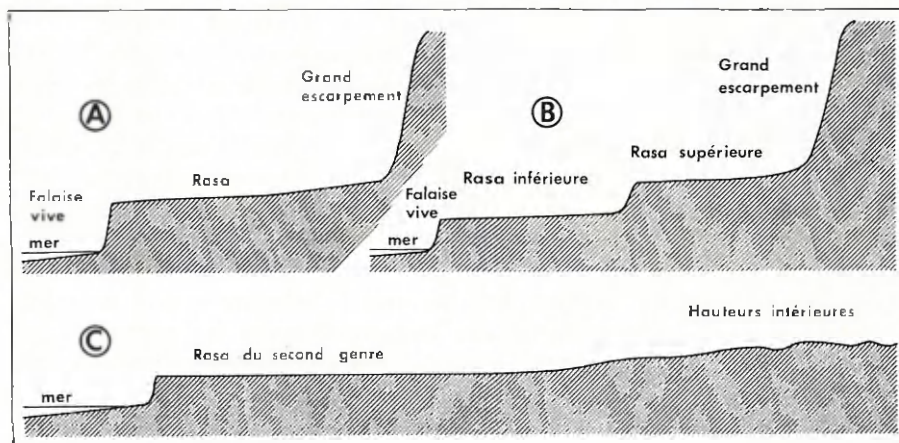 A
Grand
escarpement
Rasa
Falaise
vive
mer
B
Grand
escarpement
Rasa supérieure
Rasa inférieure
Falaise
vive
mer
C
Hauteurs intérieures
Rasa du second genre
mer